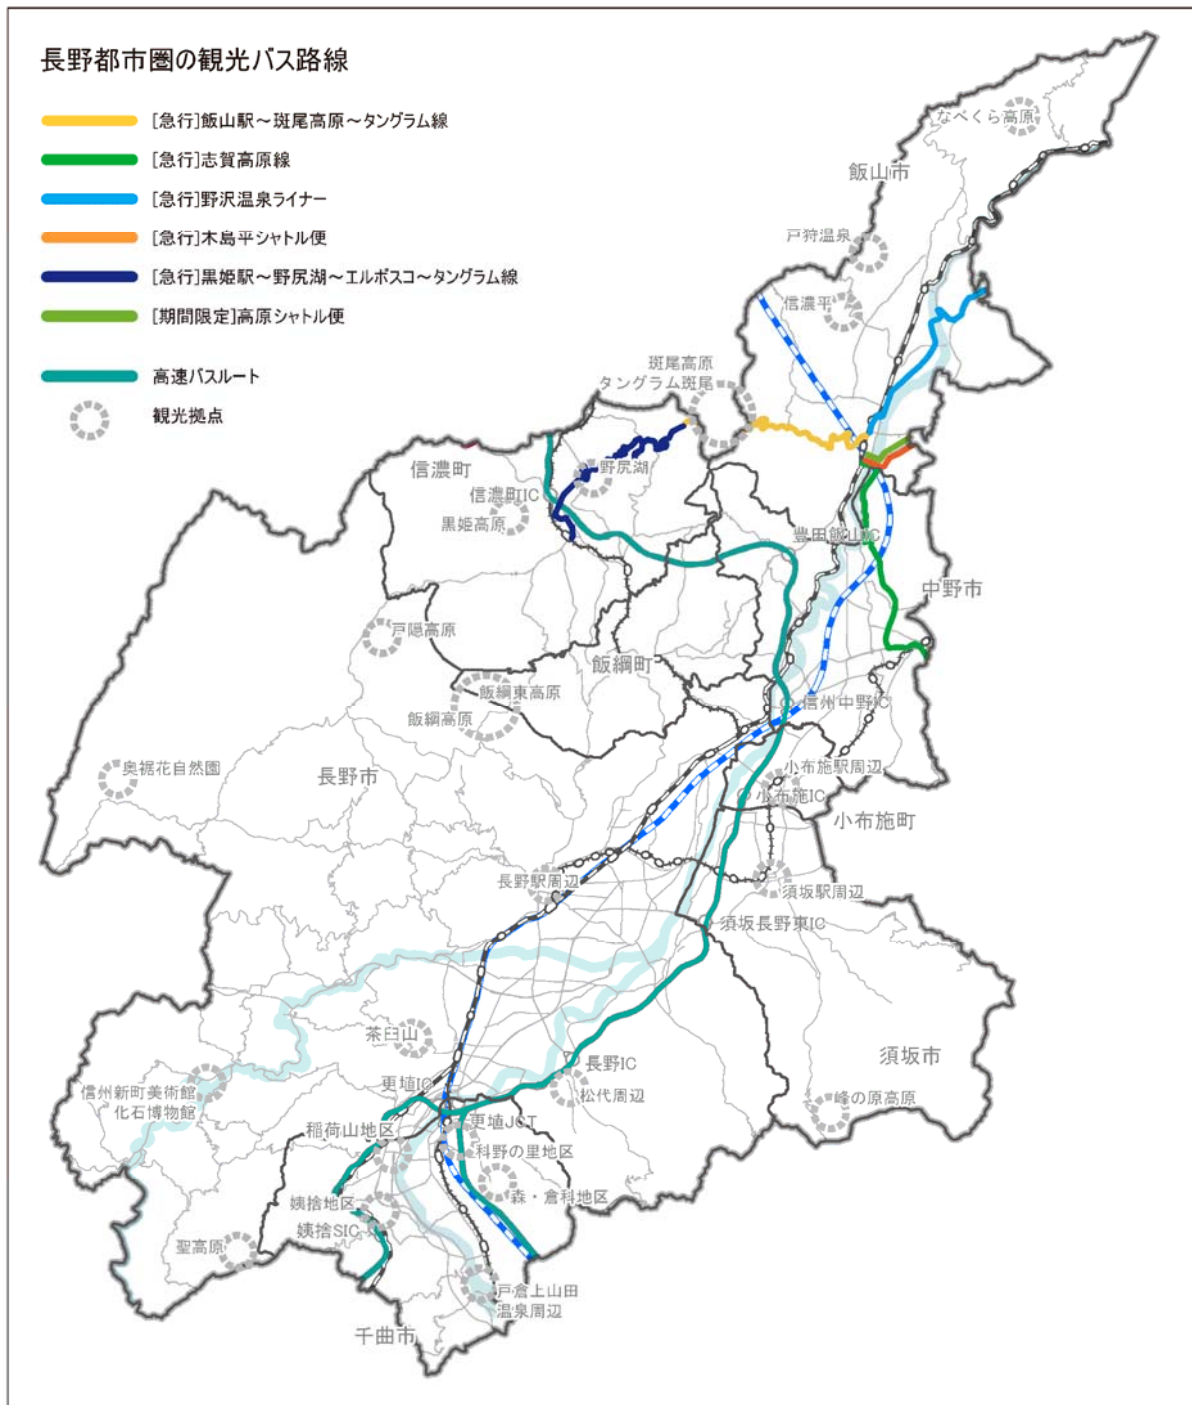 長野都市圏の観光バス路線
[急行]飯山駅～斑尾高原～タングラム線
[急行]志賀高原線
[急行]野沢温泉ライナー
[急行]木島平シャトル便
[急行]黒姫駅～野尻湖～エルボスコ～タングラム線
[期間限定]高原シャトル便
高速バスルート
観光拠点
なべくら高原
飯山市
戸狩温泉
信濃平
斑尾高原
タングラム斑尾
信濃町
野尻湖
信濃町IC
黒姫高原
豊田飯山IC
中野市
戸隠高原
飯綱町
飯綱東高原
飯綱高原
信州中野IC
奥裾花自然園
長野市
小布施駅周辺
小布施IC
小布施町
長野駅周辺
須坂駅周辺
須坂長野東IC
茶臼山
長野IC
須坂市
更埴IC
松代周辺
信州新町美術館
化石博物館
峰の原高原
稲荷山地区
更埴JCT
科野の里地区
森・倉科地区
姨捨地区
姨捨SIC
聖高原
戸倉上山田
温泉周辺
千曲市